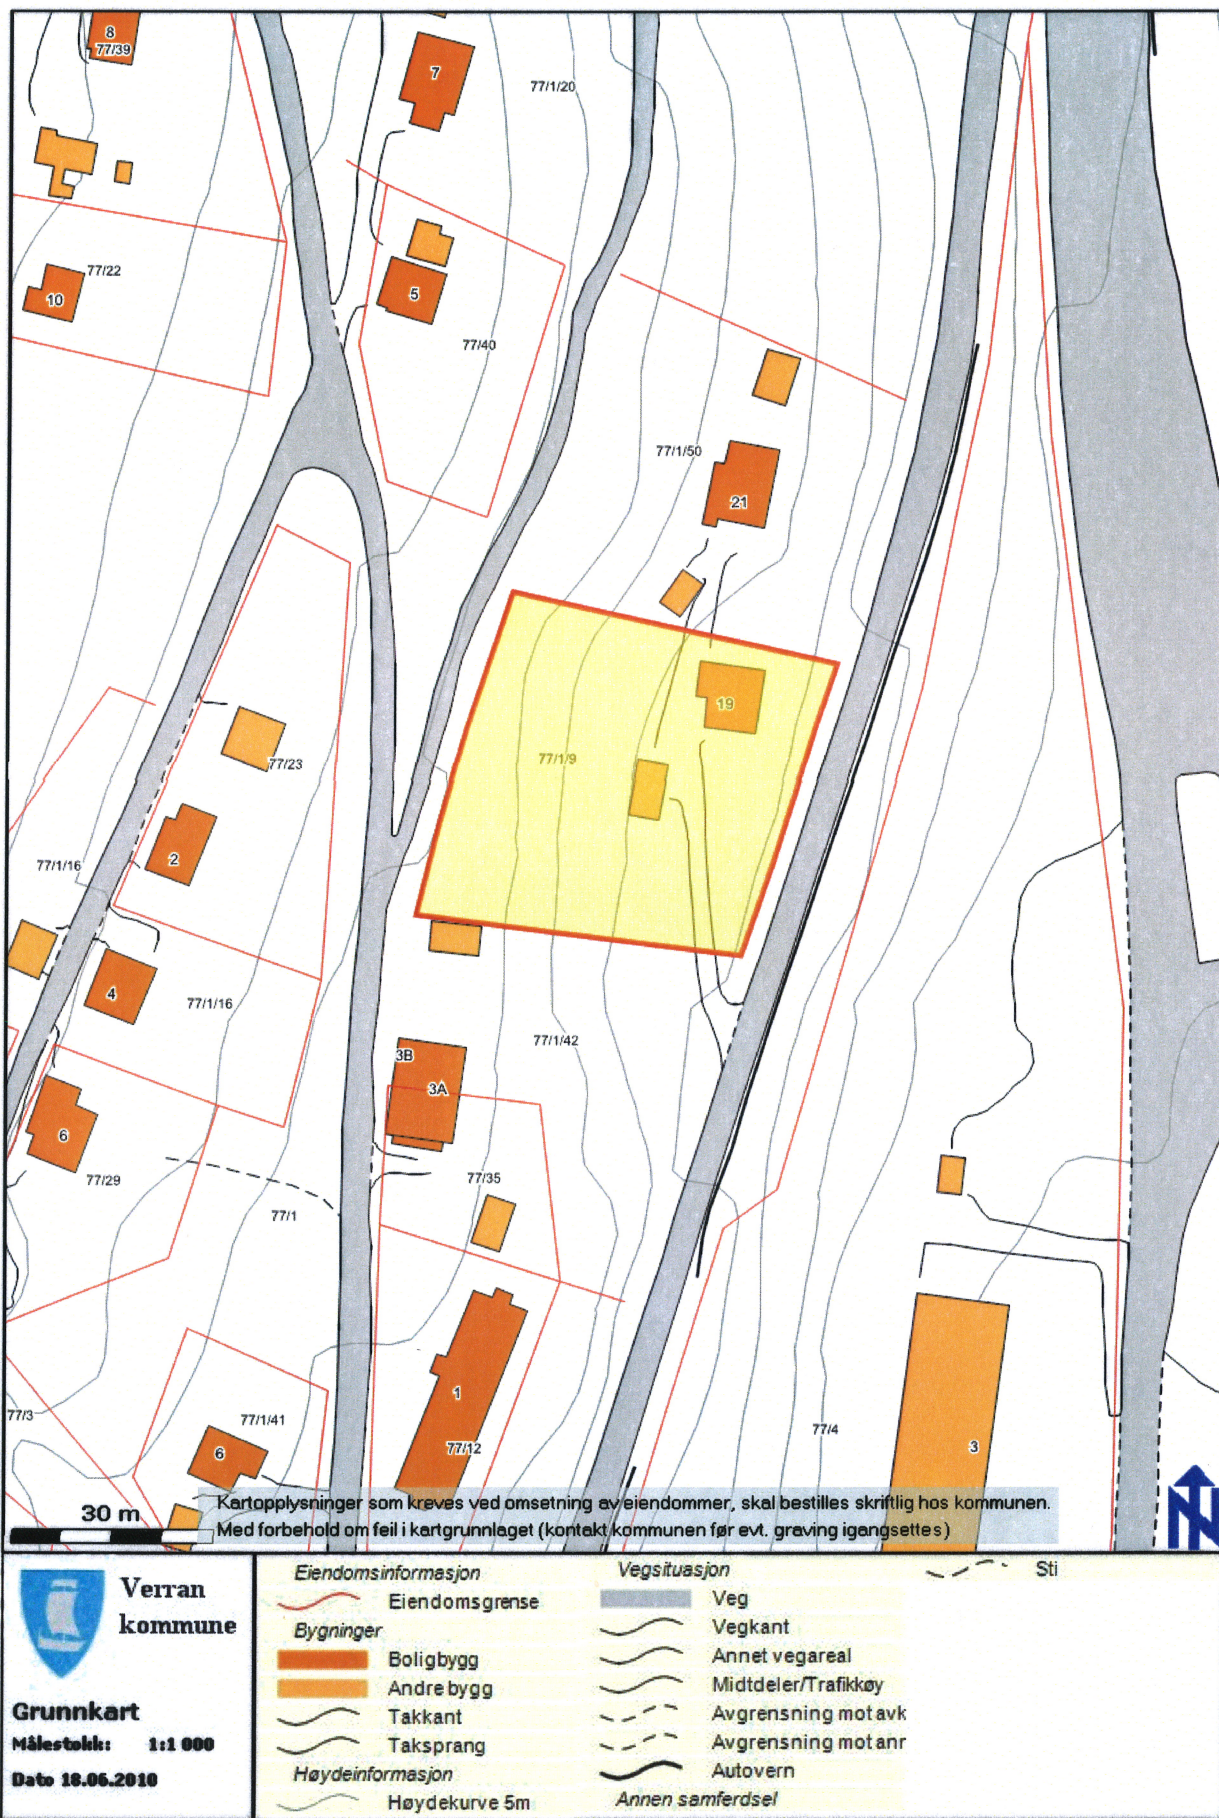 8
77/39
7
77/1/20
77/22
10
5
77/40
77/1/50
21
19
77/1/9
77/23
2
77/1/16
4
77/1/16
77/1/42
3B
3A
6
77/29
77/35
77/1
1
77/3
77/1/41
77/4
6
77/12
3
Kartopplysninger som kreves ved omsetning av eiendommer, skal bestilles skriftlig hos kommunen.
30 m
Med forbehold om feil i kartgrunnlaget (kontakt kommunen før evt. graving igangsettes)
N
Verran
kommune
Grunnkart
Målestokk: 1:1 000
Dato 18.06.2010
Eiendomsinformasjon
Eiendomsgrense
Bygninger
Boligbygg
Andre bygg
Takkant
Taksprang
Høydeinformasjon
Høydekurve 5m
Vegsituasjon
Veg
Vegkant
Annet vegareal
Midtdeler/Trafikkøy
Avgrensning mot avk
Avgrensning mot anr
Autovern
Annen samferdsel
Sti